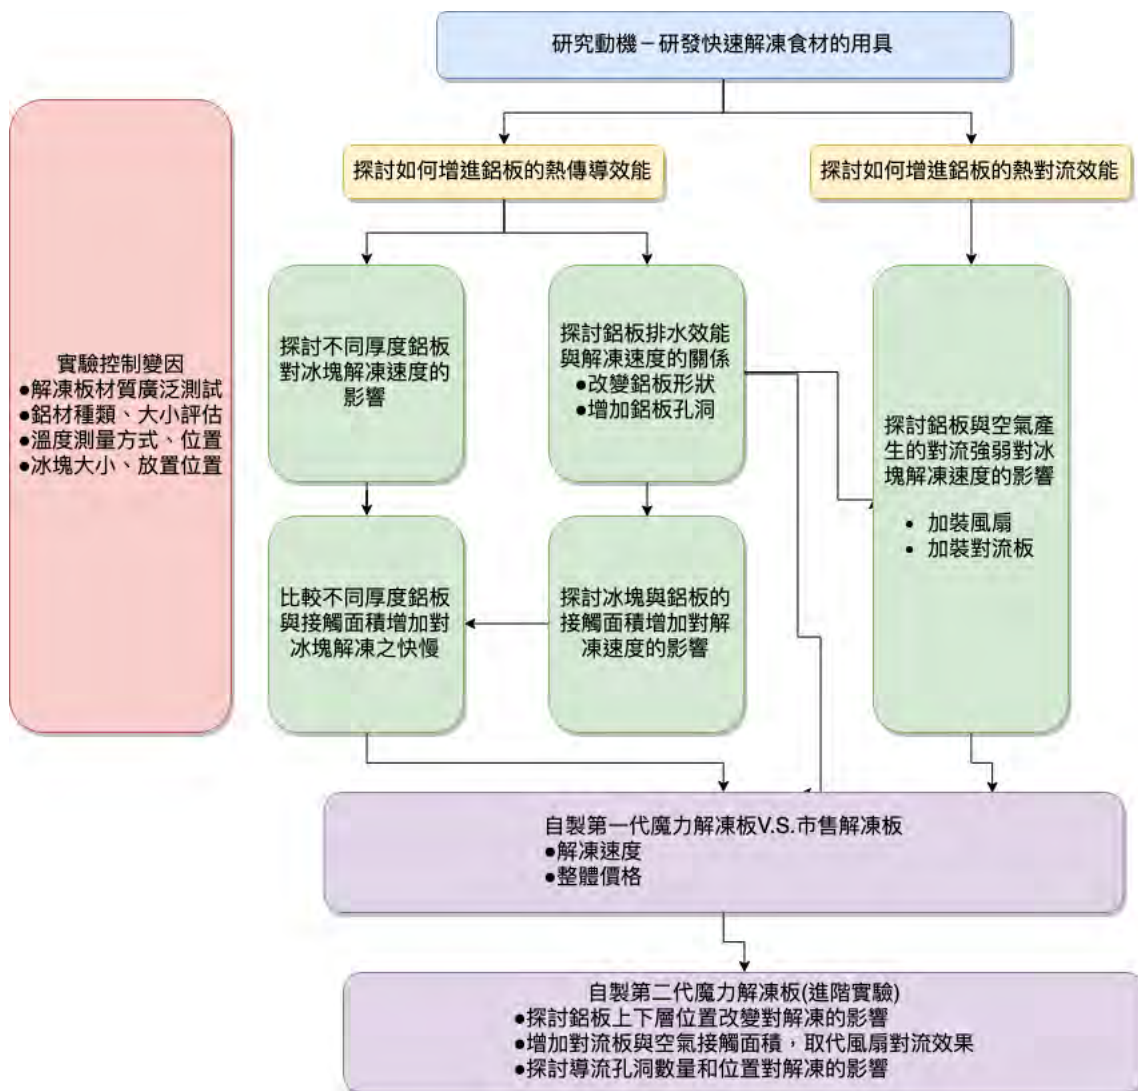 研究動機－研發快速解凍食材的用具
探討如何增進鋁板的熱傳導效能
探討如何增進鋁板的熱對流效能
實驗控制變因
●解凍板材質廣泛測試
●鋁材種類、大小評估
●溫度測量方式、位置
●冰塊大小、放置位置
探討不同厚度鋁板
對冰塊解凍速度的
影響
探討鋁板排水效能
與解凍速度的關係
●改變鋁板形狀
●增加鋁板孔洞
探討鋁板與空氣產
生的對流強弱對冰
塊解凍速度的影響
• 加裝風扇
• 加裝對流板
比較不同厚度鋁板
與接觸面積增加對
冰塊解凍之快慢
探討冰塊與鋁板的
接觸面積增加對解
凍速度的影響
自製第一代魔力解凍板V.S.市售解凍板
●解凍速度
●整體價格
自製第二代魔力解凍板(進階實驗)
●探討鋁板上下層位置改變對解凍的影響
●增加對流板與空氣接觸面積，取代風扇對流效果
●探討導流孔洞數量和位置對解凍的影響